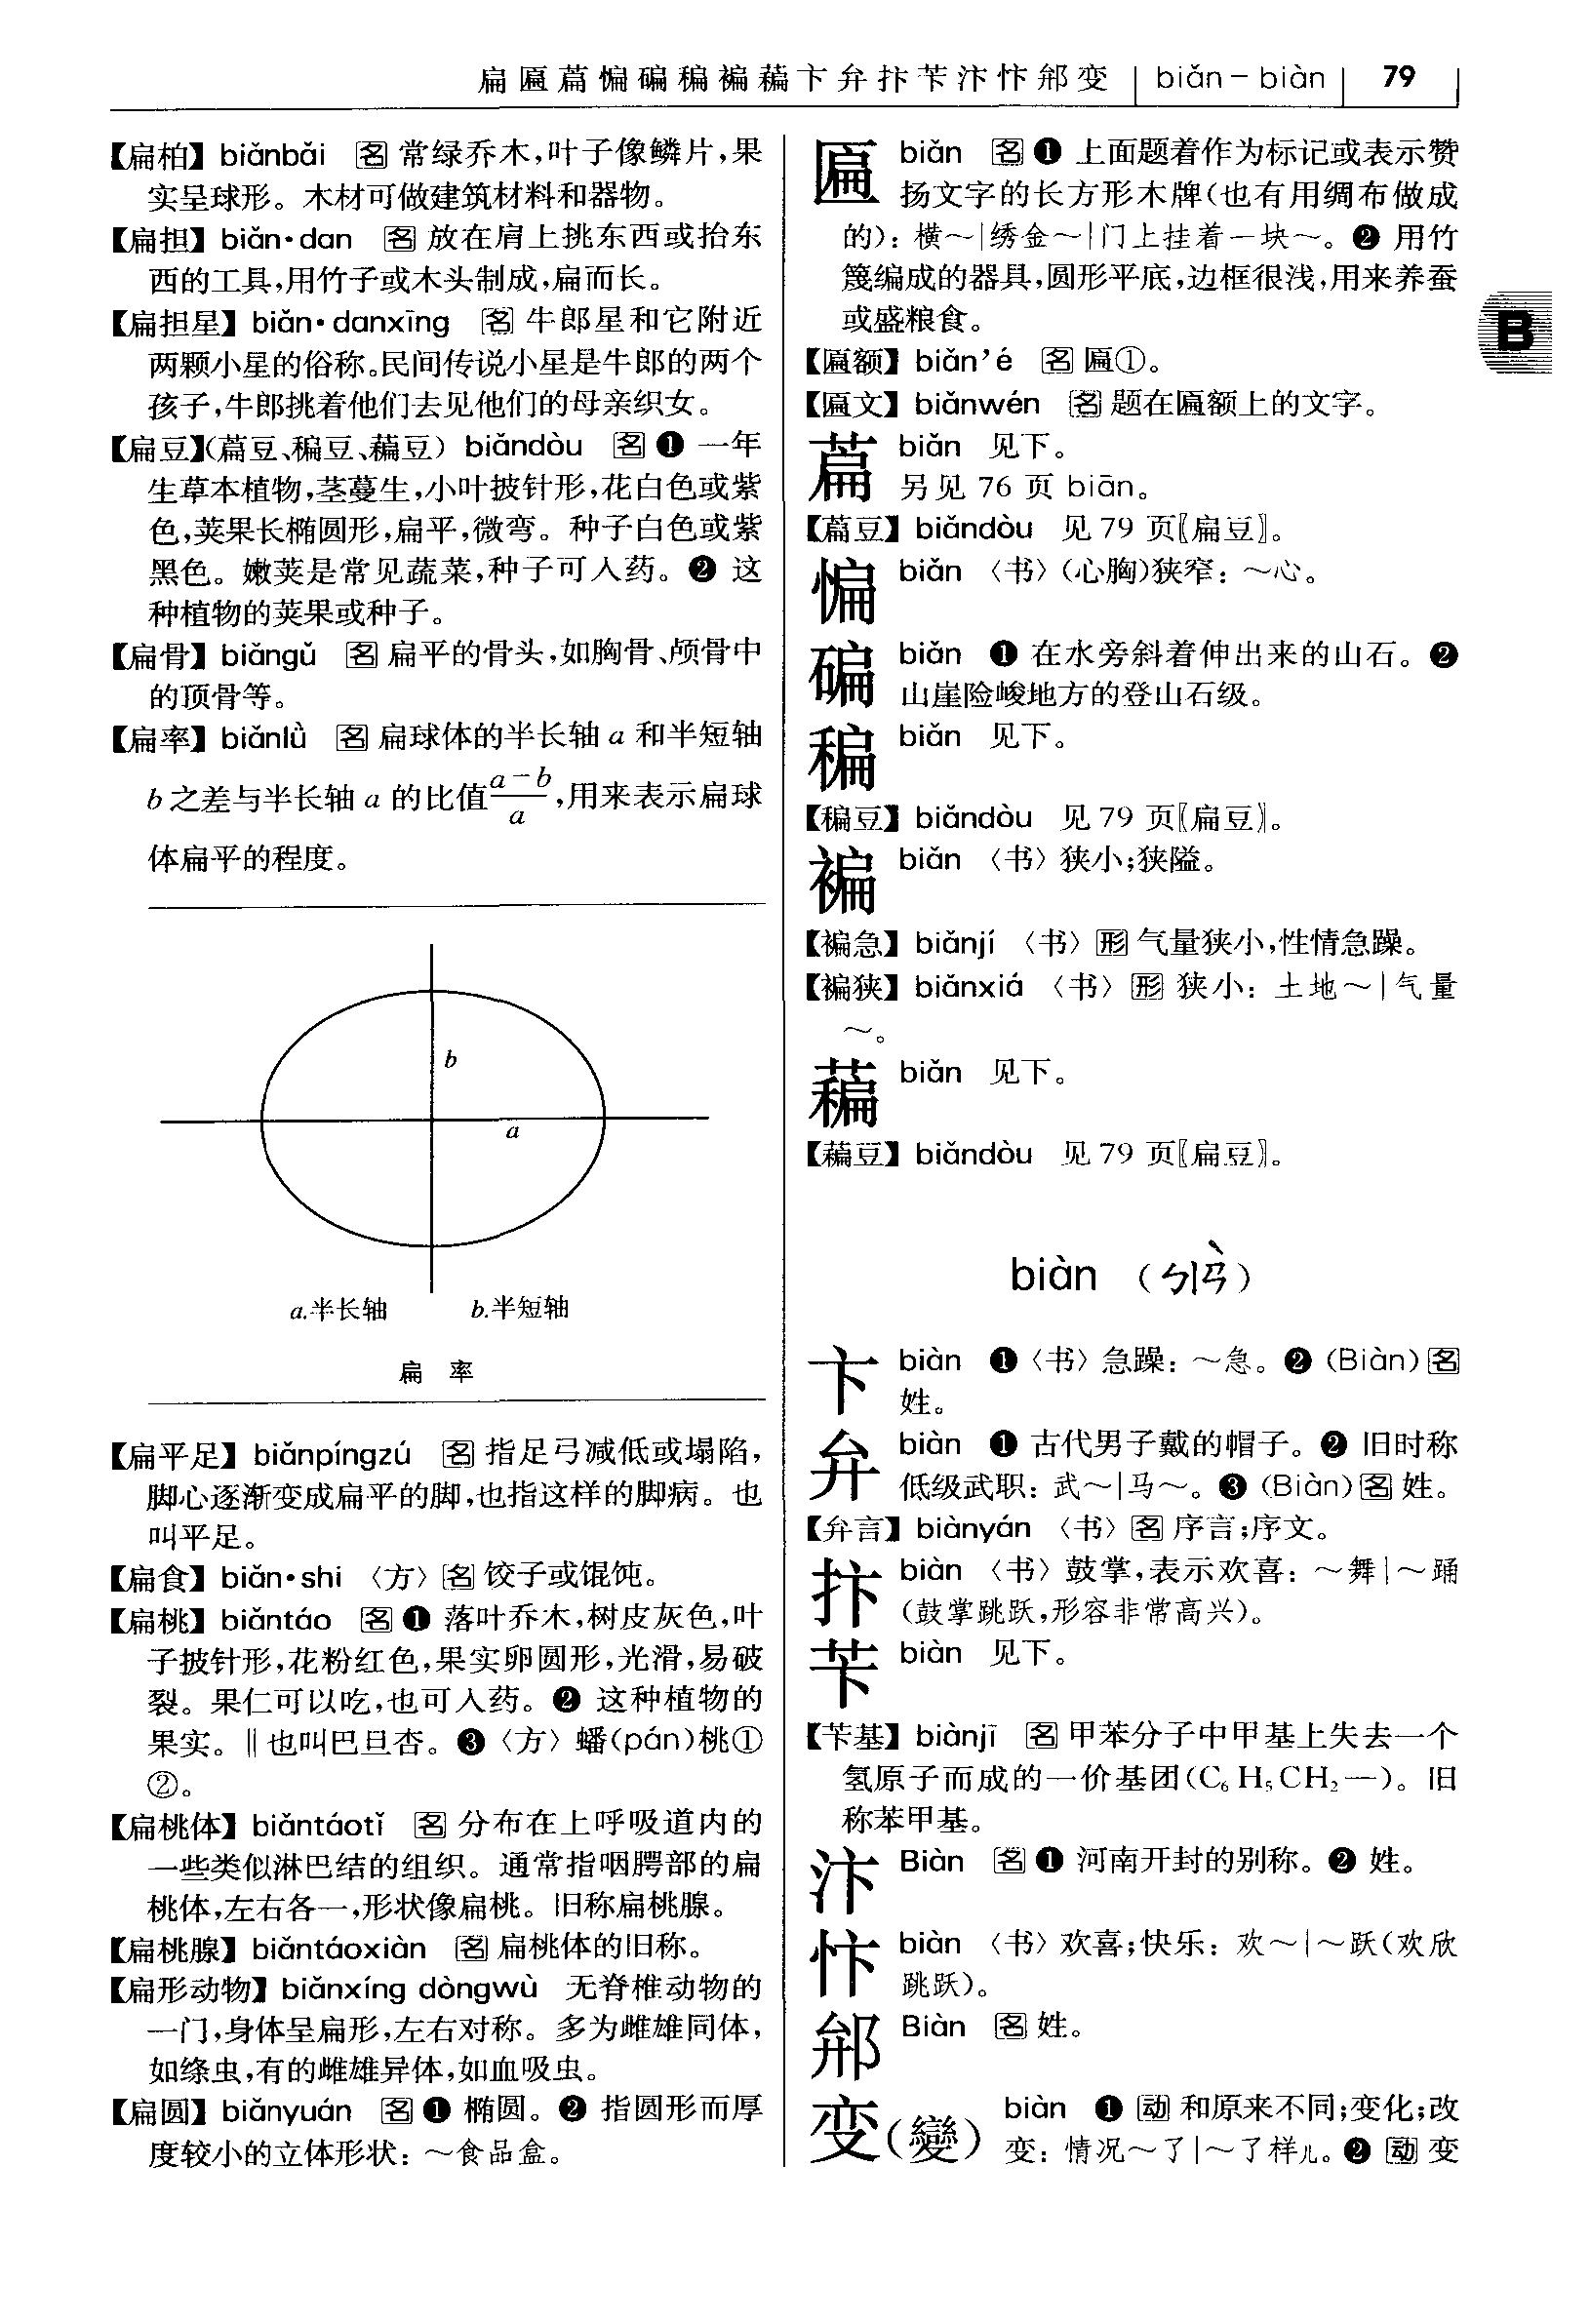 扁匾萹惼碥稨褊藊卞弁抃苄汴忭邥变 | biǎn－biàn | 79
【扁柏】biǎnbǎi 名 常绿乔木,叶子像鳞片,果
实呈球形。木材可做建筑材料和器物。
【扁担】biǎn·dan 名 放在肩上挑东西或抬东
西的工具,用竹子或木头制成,扁而长。
【扁担星】biǎn·danxīng 名 牛郎星和它附近
两颗小星的俗称。民间传说小星是牛郎的两个
孩子,牛郎挑着他们去见他们的母亲织女。
【扁豆】(萹豆、稨豆、藊豆) biǎndòu 名 ❶ 一年
生草本植物,茎蔓生,小叶披针形,花白色或紫
色,荚果长椭圆形,扁平,微弯。种子白色或紫
黑色。嫩荚是常见蔬菜,种子可入药。❷ 这
种植物的荚果或种子。
【扁骨】biǎngǔ 名 扁平的骨头,如胸骨、颅骨中
的顶骨等。
【扁率】biǎnlǜ 名 扁球体的半长轴 a 和半短轴
b之差与半长轴 a 的比值(a－b)/a,用来表示扁球
体扁平的程度。
b
a
a.半长轴 b.半短轴
扁 率
【扁平足】biǎnpíngzú 名 指足弓减低或塌陷,
脚心逐渐变成扁平的脚,也指这样的脚病。也
叫平足。
【扁食】biǎn·shi 〈方〉名 饺子或馄饨。
【扁桃】biǎntáo 名 ❶ 落叶乔木,树皮灰色,叶
子披针形,花粉红色,果实卵圆形,光滑,易破
裂。果仁可以吃,也可入药。❷ 这种植物的
果实。‖也叫巴旦杏。❸〈方〉蟠(pán)桃①
②。
【扁桃体】biǎntáotǐ 名 分布在上呼吸道内的
一些类似淋巴结的组织。通常指咽腭部的扁
桃体,左右各一,形状像扁桃。旧称扁桃腺。
【扁桃腺】biǎntáoxiàn 名 扁桃体的旧称。
【扁形动物】biǎnxíng dòngwù 无脊椎动物的
一门,身体呈扁形,左右对称。多为雌雄同体,
如绦虫,有的雌雄异体,如血吸虫。
【扁圆】biǎnyuán 名 ❶ 椭圆。❷ 指圆形而厚
度较小的立体形状：～食品盒。
匾 biǎn 名 ❶ 上面题着作为标记或表示赞
扬文字的长方形木牌(也有用绸布做成
的)：横～|绣金～|门上挂着一块～。❷ 用竹
篾编成的器具,圆形平底,边框很浅,用来养蚕
或盛粮食。
【匾额】biǎn'é 名 匾①。
【匾文】biǎnwén 名 题在匾额上的文字。
萹 biǎn 见下。
另见 76 页 biān。
【萹豆】biǎndòu 见 79 页〖扁豆〗。
惼 biǎn 〈书〉(心胸)狭窄：～心。
碥 biǎn ❶ 在水旁斜着伸出来的山石。❷
山崖险峻地方的登山石级。
稨 biǎn 见下。
【稨豆】biǎndòu 见 79 页〖扁豆〗。
褊 biǎn 〈书〉狭小;狭隘。
【褊急】biǎnjí 〈书〉形 气量狭小,性情急躁。
【褊狭】biǎnxiá 〈书〉形 狭小：土地～|气量
～。
藊 biǎn 见下。
【藊豆】biǎndòu 见 79 页〖扁豆〗。
biàn (ㄅㄧㄢˋ)
卞 biàn ❶〈书〉急躁：～急。❷ (Biàn)名
姓。
弁 biàn ❶ 古代男子戴的帽子。❷ 旧时称
低级武职：武～|马～。❸ (Biàn)名 姓。
【弁言】biànyán 〈书〉名 序言;序文。
抃 biàn 〈书〉鼓掌,表示欢喜：～舞|～踊
(鼓掌跳跃,形容非常高兴)。
苄 biàn 见下。
【苄基】biànjī 名 甲苯分子中甲基上失去一个
氢原子而成的一价基团(C₆H₅CH₂—)。旧
称苯甲基。
汴 Biàn 名 ❶ 河南开封的别称。❷ 姓。
忭 biàn 〈书〉欢喜;快乐：欢～|～跃(欢欣
跳跃)。
Biàn 名 姓。
变(變) biàn ❶ 动 和原来不同;变化;改
变：情况～了|～了样儿。❷ 动 变
B